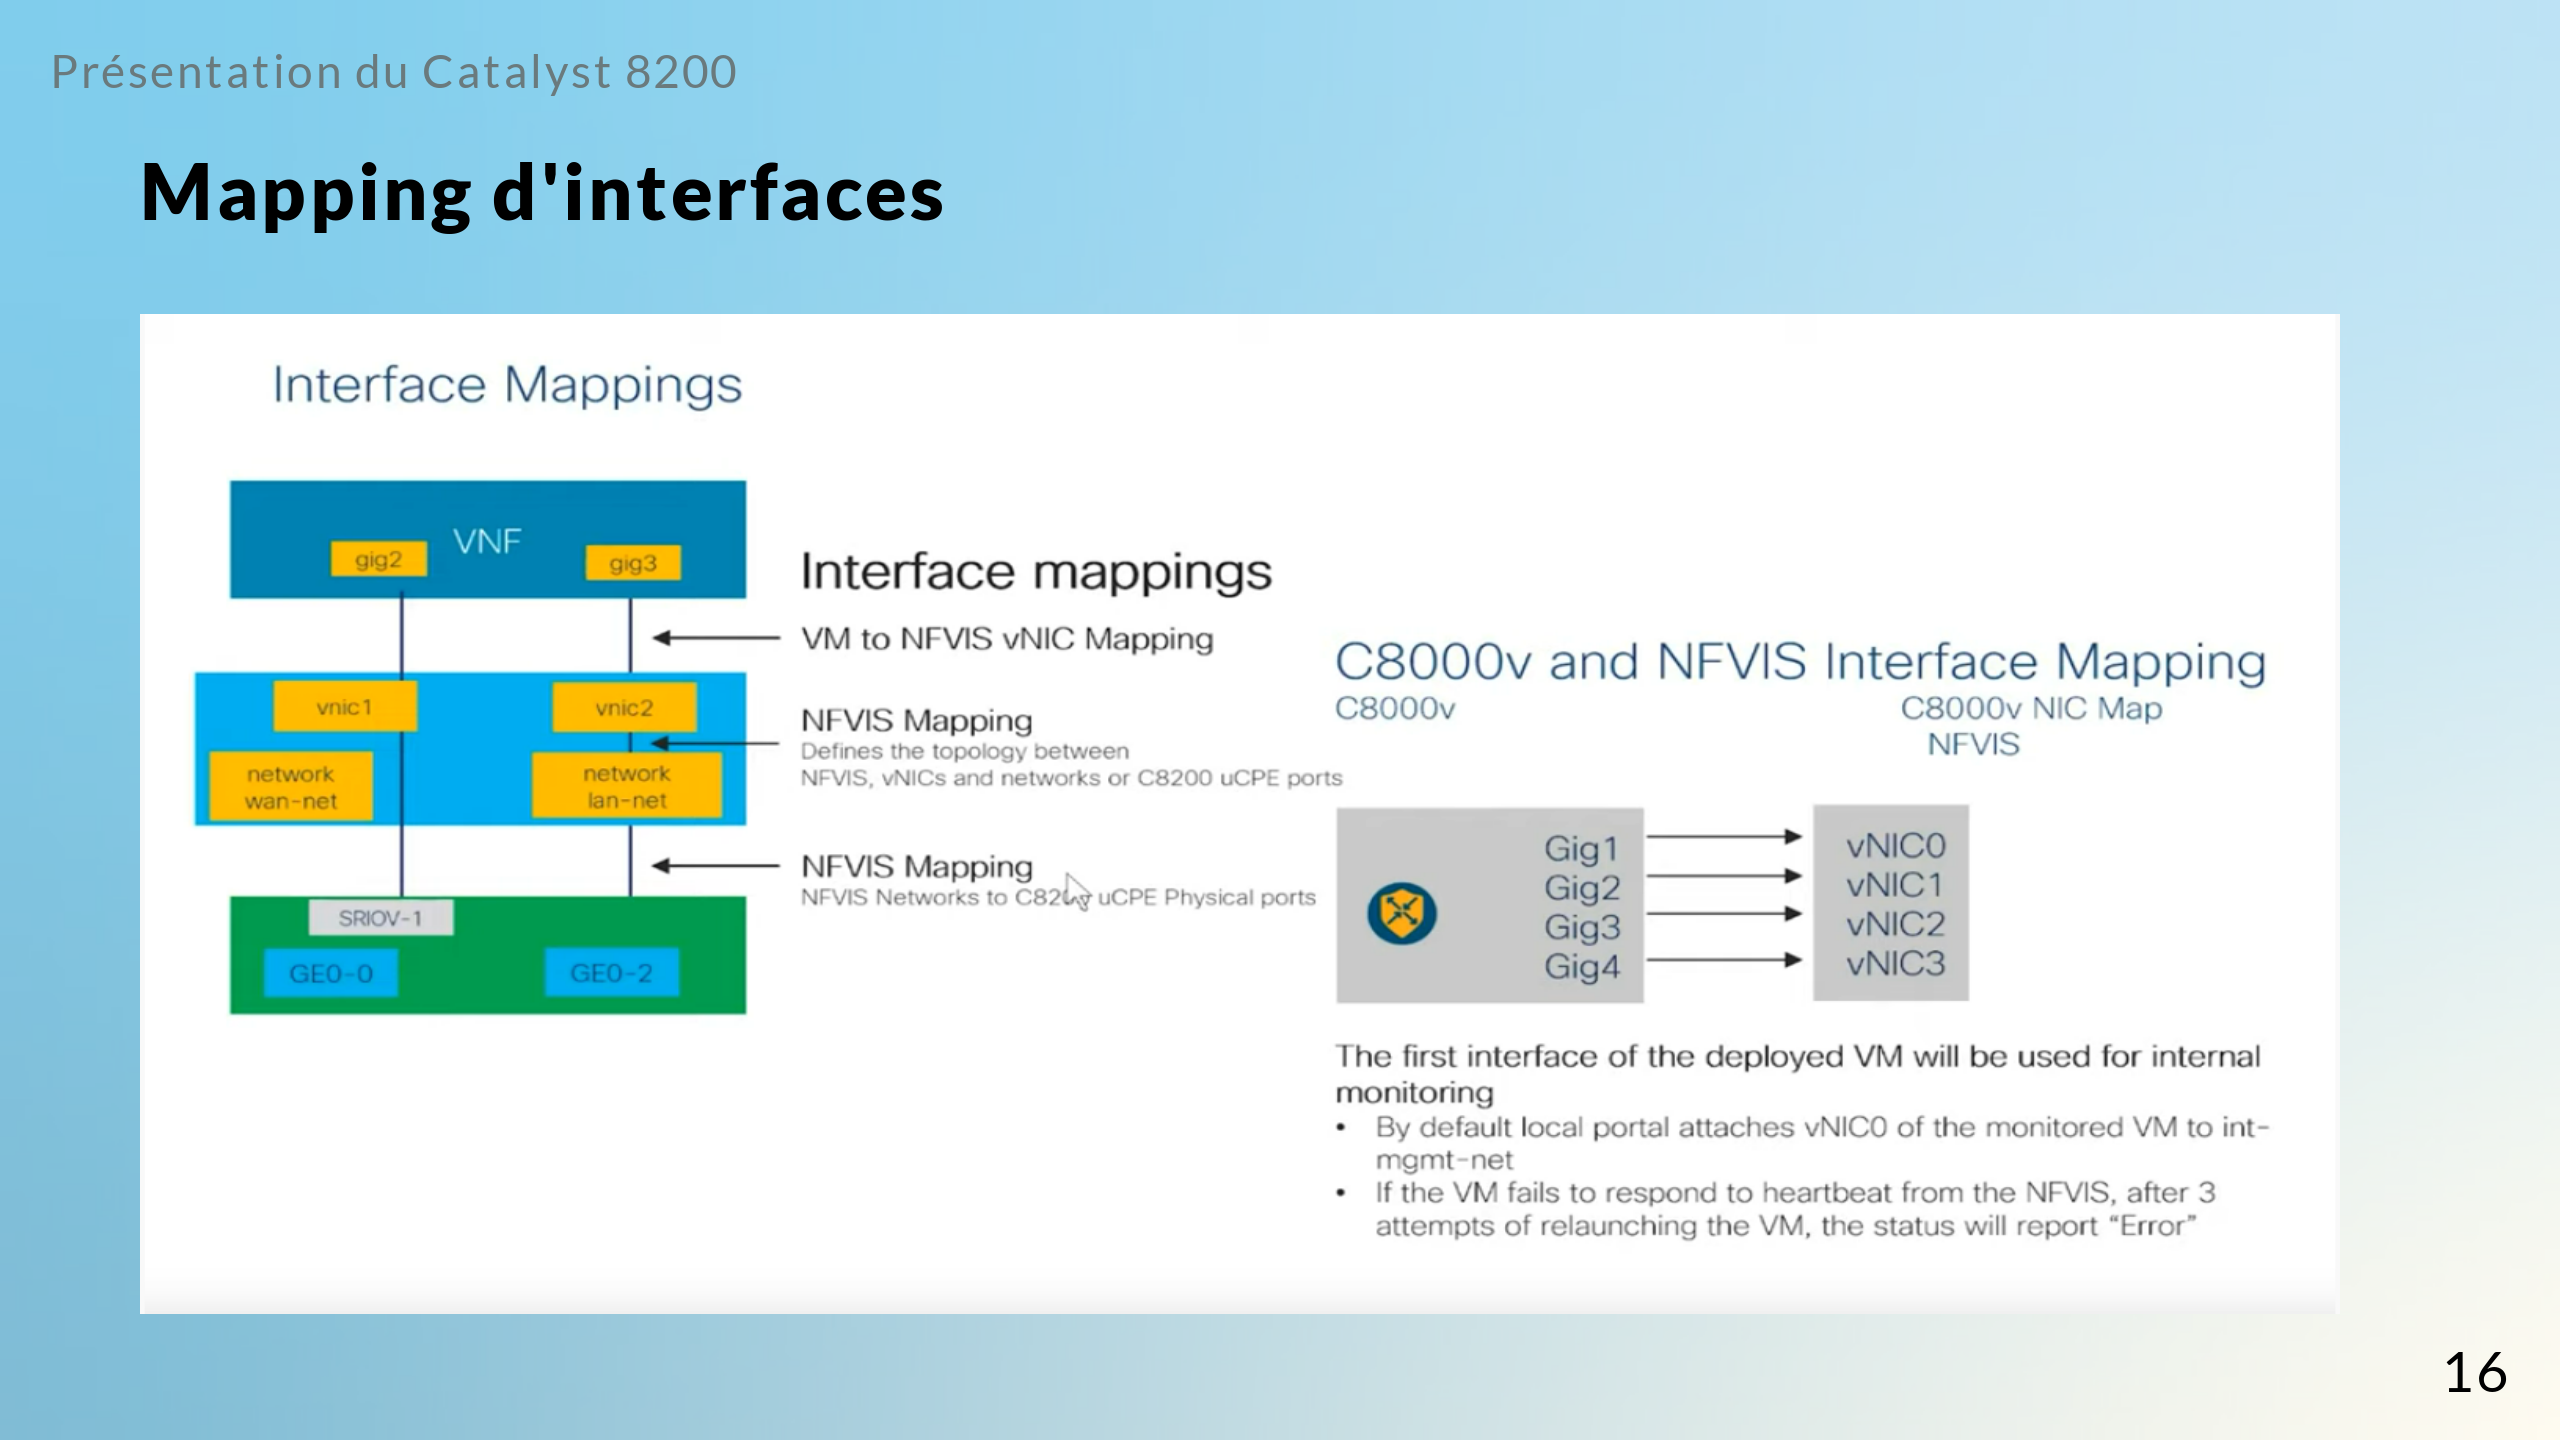 Présentation du Catalyst 8200
Mapping d'interfaces
Interface Mappings
VNF
gig2
gig3
vnic1
vnic2
network
wan-net
network
lan-net
SRIOV-1
GE0-0
GE0-2
Interface mappings
VM to NFVIS vNIC Mapping
NFVIS Mapping
Defines the topology between
NFVIS, vNICs and networks or C8200 uCPE ports
NFVIS Mapping
NFVIS Networks to uCPE Physical ports
C8000v and NFVIS Interface Mapping
C8000v
C8000v NIC Map
NFVIS
Gig1
Gig2
Gig3
Gig4
vNIC0
vNIC1
vNIC2
vNIC3
The first interface of the deployed VM will be used for internal
monitoring
• By default local portal attaches vNIC0 of the monitored VM to int-
mgmt-net
• If the VM fails to respond to heartbeat from the NFVIS, after 3
attempts of relaunching the VM, the status will report “Error”
16